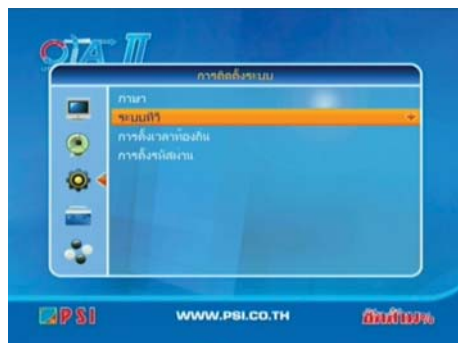 OTA II
การติดตั้งระบบ
ภาษา
ระบบทีวี
การตั้งเวลาท้องถิ่น
การตั้งรหัสผ่าน
PSI
WWW.PSI.CO.TH